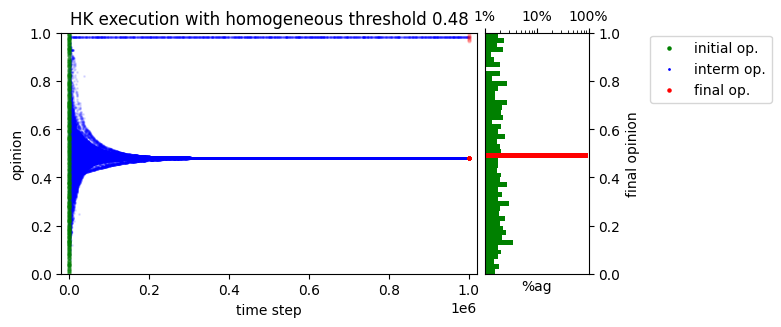 HK execution with homogeneous threshold 0.48
1% 10% 100%
initial op.
interm op.
final op.
1.0
0.8
0.6
0.4
0.2
0.0
opinion
0.0 0.2 0.4 0.6 0.8 1.0
1e6
time step
%ag
1.0
0.8
0.6
0.4
0.2
0.0
final opinion